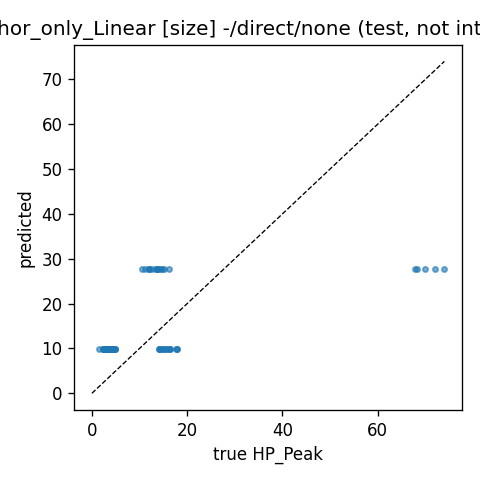 hor_only_Linear [size] -/direct/none (test, not int
70
60
50
40
30
20
10
0
predicted
0 20 40 60
true HP_Peak